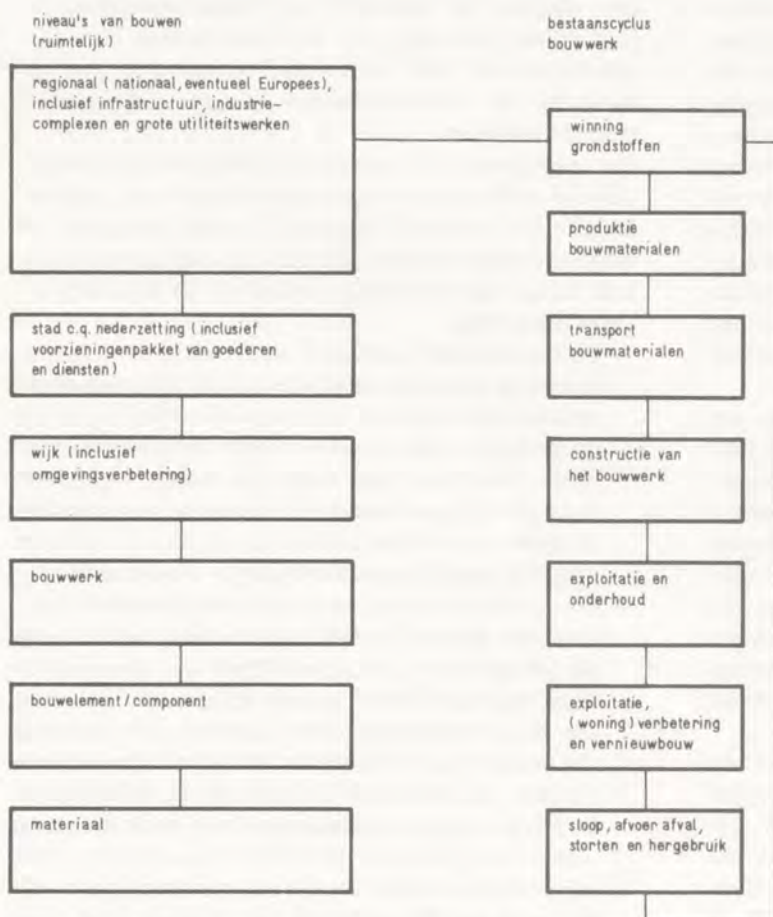 niveau's van bouwen
(ruimtelijk)
regionaal ( nationaal, eventueel Europees),
inclusief infrastructuur, industrie-
complexen en grote utiliteitswerken
stad c.q. nederzetting ( inclusief
voorzieningenpakket van goederen
en diensten )
wijk (inclusief
omgevingsverbetering)
bouwwerk
bouwelement / component
materiaal
bestaanscyclus
bouwwerk
winning
grondstoffen
produktie
bouwmaterialen
transport
bouwmaterialen
constructie van
het bouwwerk
exploitatie en
onderhoud
exploitatie,
( woning ) verbetering
en vernieuwbouw
sloop, afvoer afval,
storten en hergebruik